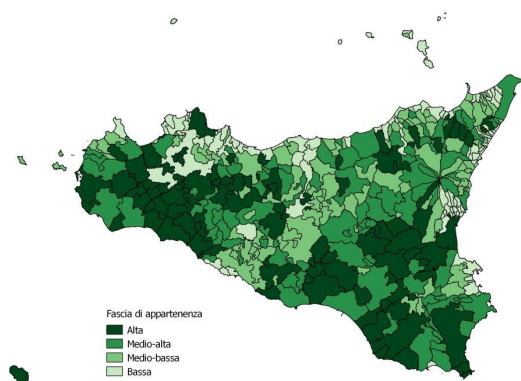 Fascia di appartenenza
Alta
Medio-alta
Medio-bassa
Bassa